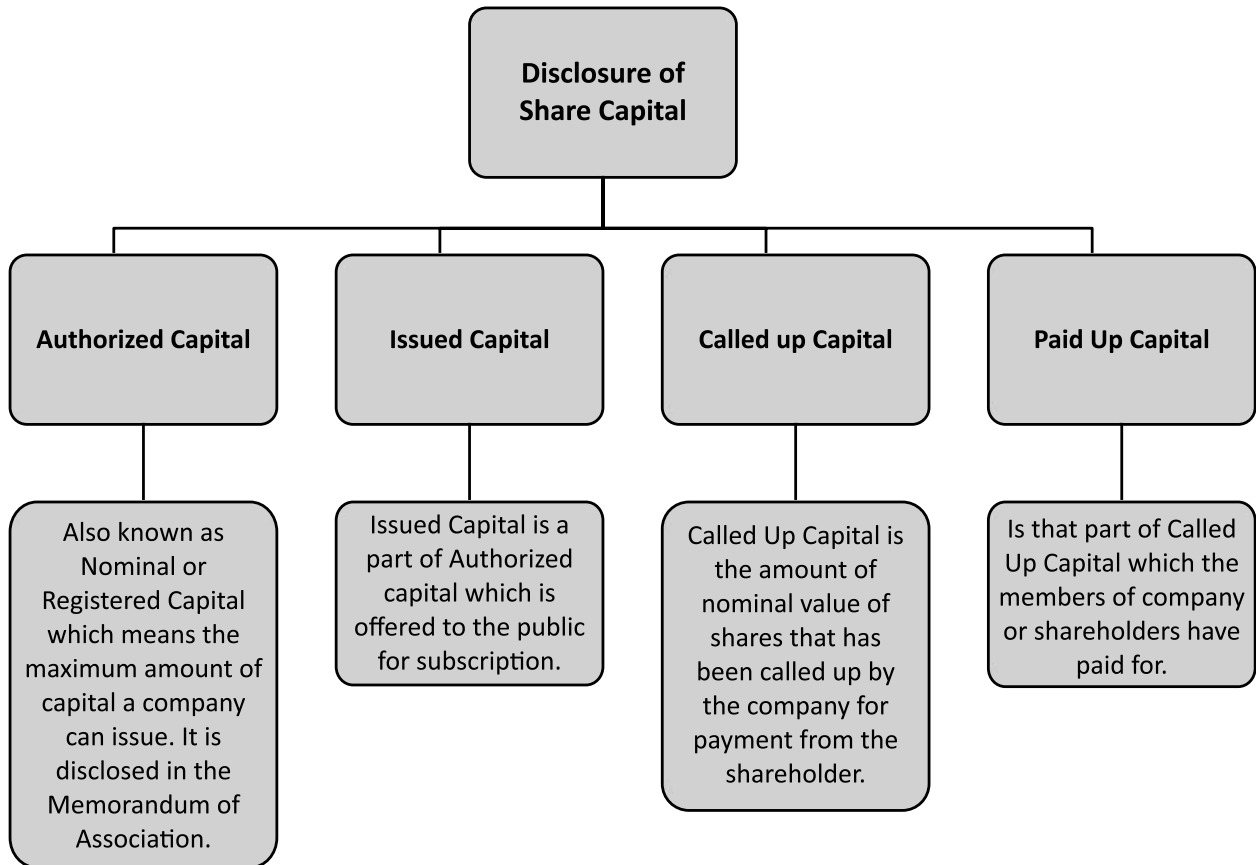 Disclosure of
Share Capital
Authorized Capital
Issued Capital
Called up Capital
Paid Up Capital
Also known as
Nominal or
Registered Capital
which means the
maximum amount of
capital a company
can issue. It is
disclosed in the
Memorandum of
Association.
Issued Capital is a
part of Authorized
capital which is
offered to the public
for subscription.
Called Up Capital is
the amount of
nominal value of
shares that has
been called up by
the company for
payment from the
shareholder.
Is that part of Called
Up Capital which the
members of company
or shareholders have
paid for.